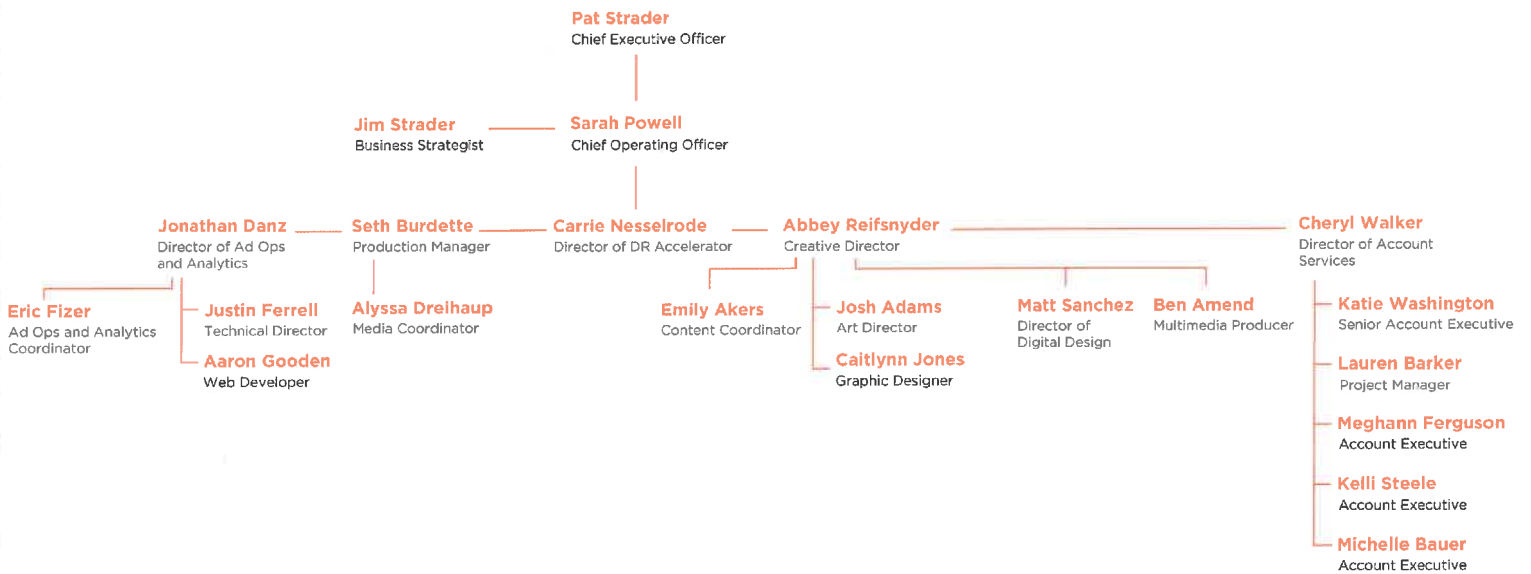 Pat Strader
Chief Executive Officer
Jim Strader
Business Strategist
Sarah Powell
Chief Operating Officer
Jonathan Danz
Director of Ad Ops
and Analytics
Seth Burdette
Production Manager
Carrie Nesselrode
Director of DR Accelerator
Abbey Reifsnyder
Creative Director
Cheryl Walker
Director of Account
Services
Eric Fizer
Ad Ops and Analytics
Coordinator
Justin Ferrell
Technical Director
Aaron Gooden
Web Developer
Alyssa Dreihaup
Media Coordinator
Emily Akers
Content Coordinator
Josh Adams
Art Director
Caitlynn Jones
Graphic Designer
Matt Sanchez
Director of
Digital Design
Ben Amend
Multimedia Producer
Katie Washington
Senior Account Executive
Lauren Barker
Project Manager
Meghann Ferguson
Account Executive
Kelli Steele
Account Executive
Michelle Bauer
Account Executive